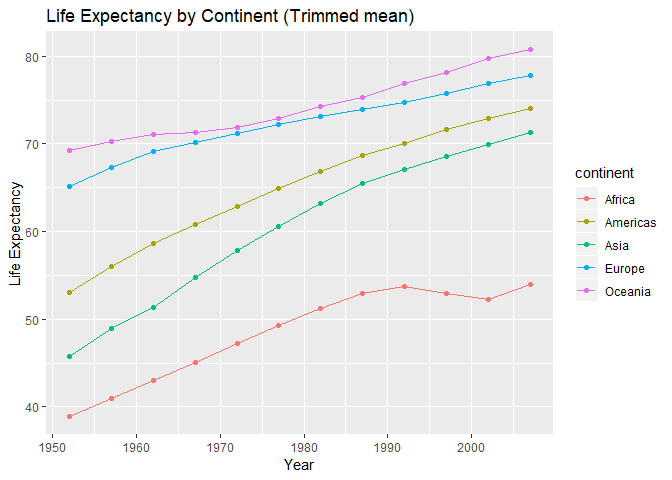 Life Expectancy by Continent (Trimmed mean)
80
70
60
50
40
Life Expectancy
1950
1960
1970
1980
1990
2000
Year
continent
Africa
Americas
Asia
Europe
Oceania